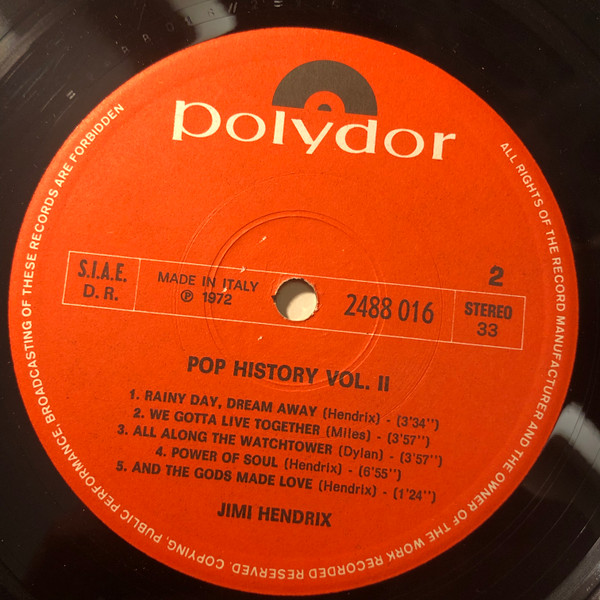 polydor
S.I.A.E.
D. R.
MADE IN ITALY
℗ 1972
2488 016
2
STEREO
33
POP HISTORY VOL. II
1. RAINY DAY, DREAM AWAY (Hendrix) - (3'34'')
2. WE GOTTA LIVE TOGETHER (Miles) - (3'57'')
3. ALL ALONG THE WATCHTOWER (Dylan) - (3'57'')
4. POWER OF SOUL (Hendrix) - (6'55'')
5. AND THE GODS MADE LOVE (Hendrix) - (1'24'')
JIMI HENDRIX
ALL RIGHTS OF THE RECORD MANUFACTURER AND THE OWNER OF THE WORK RECORDED RESERVED. COPYING, PUBLIC PERFORMANCE, BROADCASTING OF THESE RECORDS ARE FORBIDDEN